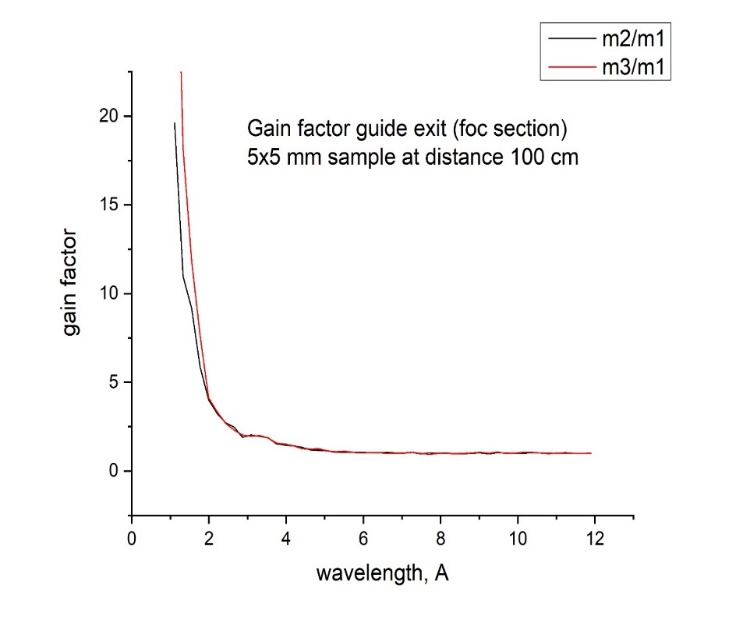 m2/m1
m3/m1
Gain factor guide exit (foc section)
5x5 mm sample at distance 100 cm
gain factor
20
15
10
5
0
0 2 4 6 8 10 12
wavelength, A